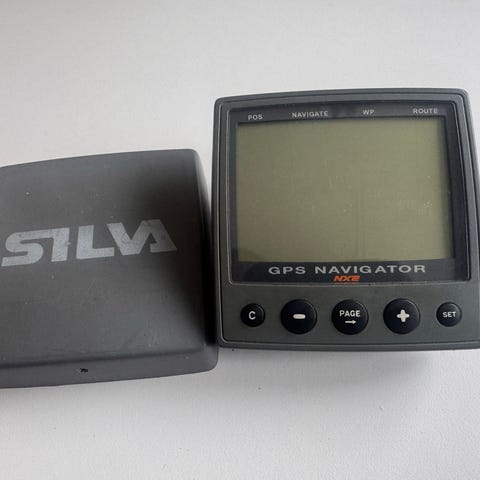 SILVA
POS NAVIGATE WP ROUTE
GPS NAVIGATOR
NX2
C - PAGE → + SET